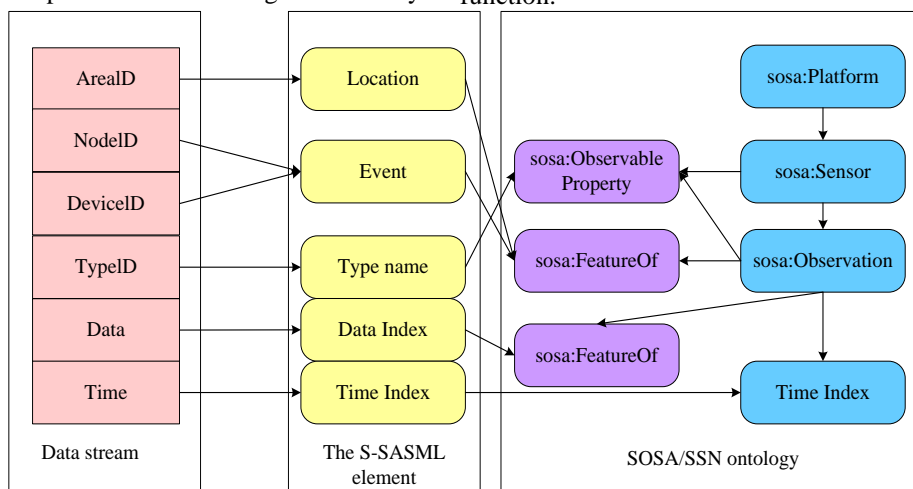 function.
AreaID
NodeID
DeviceID
TypeID
Data
Time
Data stream
Location
Event
Type name
Data Index
Time Index
The S-SASML
element
sosa:Observable
Property
sosa:FeatureOf
sosa:FeatureOf
sosa:Platform
sosa:Sensor
sosa:Observation
Time Index
SOSA/SSN ontology